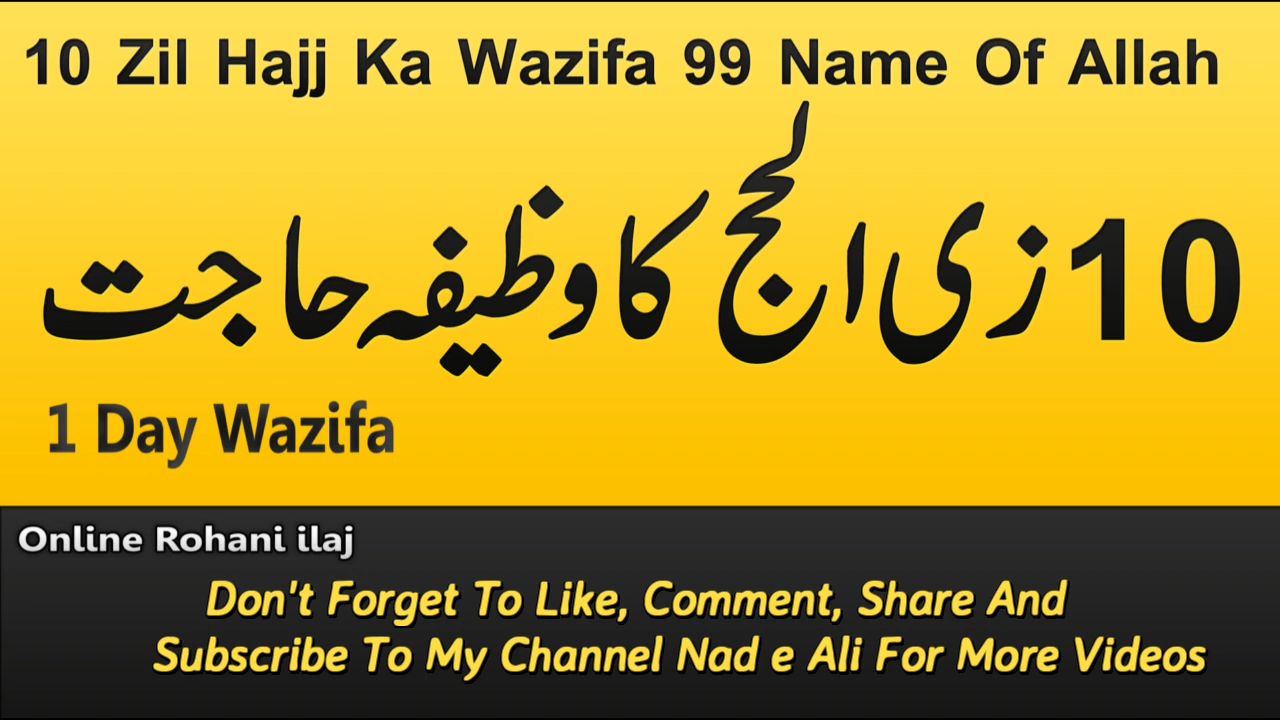 10 Zil Hajj Ka Wazifa 99 Name Of Allah
10 زی الحج کا وظیفہ حاجت
1 Day Wazifa
Online Rohani ilaj
Don't Forget To Like, Comment, Share And
Subscribe To My Channel Nad e Ali For More Videos